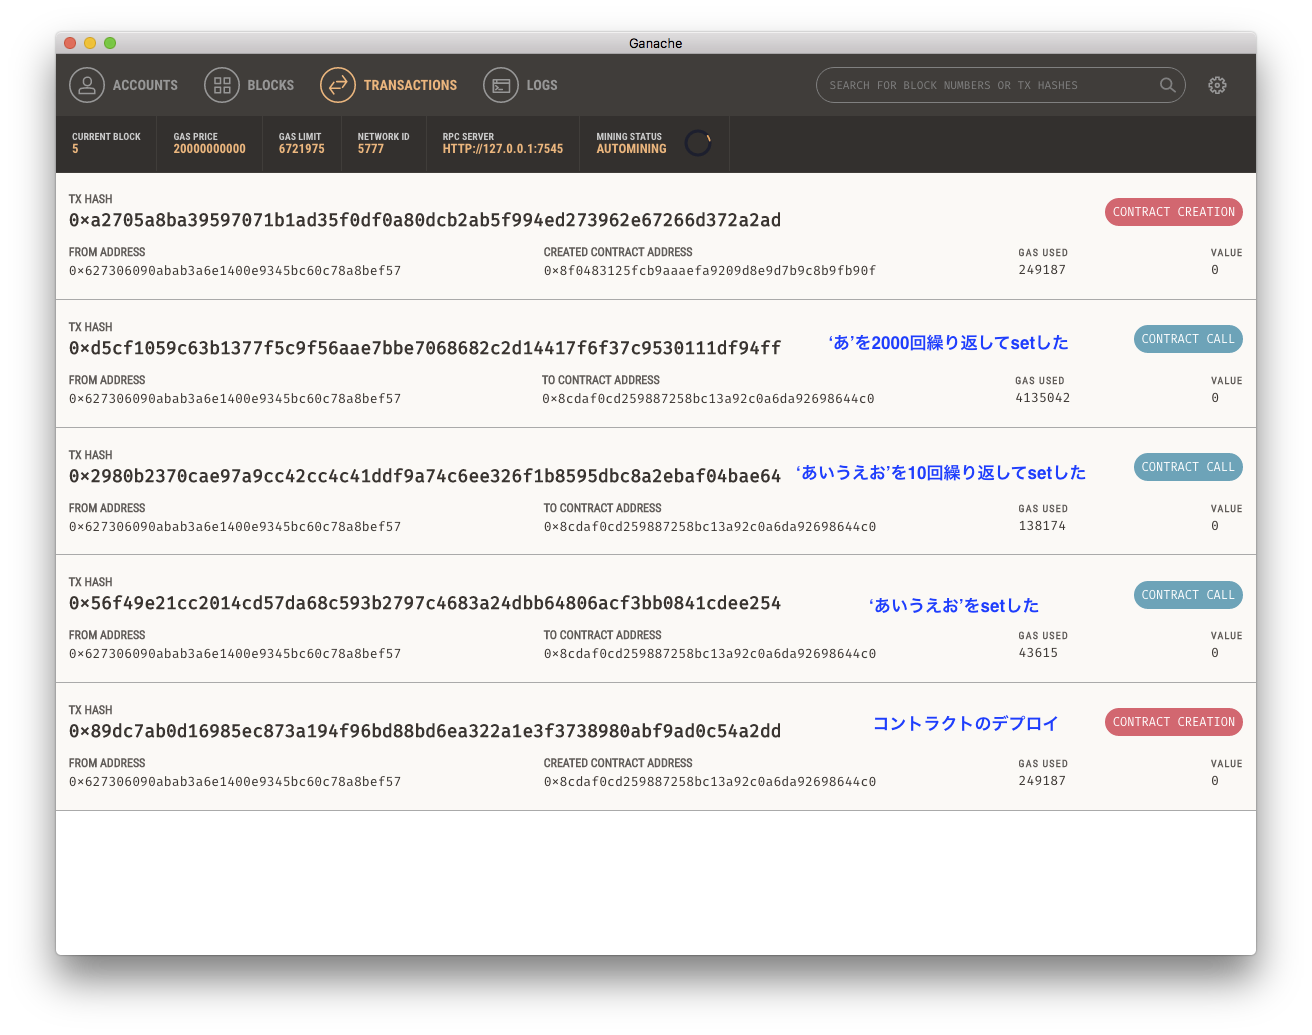 Ganache
ACCOUNTS BLOCKS TRANSACTIONS LOGS SEARCH FOR BLOCK NUMBERS OR TX HASHES
CURRENT BLOCK GAS PRICE GAS LIMIT NETWORK ID RPC SERVER MINING STATUS
5 20000000000 6721975 5777 HTTP://127.0.0.1:7545 AUTOMINING
TX HASH
0×a2705a8ba39597071b1ad35f0df0a80dcb2ab5f994ed273962e67266d372a2ad CONTRACT CREATION
FROM ADDRESS CREATED CONTRACT ADDRESS GAS USED VALUE
0×627306090abab3a6e1400e9345bc60c78a8bef57 0×8f0483125fcb9aaaefa9209d8e9d7b9c8b9fb90f 249187 0
TX HASH
0×d5cf1059c63b1377f5c9f56aae7bbe7068682c2d14417f6f37c9530111df94ff ‘あ’を2000回繰り返してsetした CONTRACT CALL
FROM ADDRESS TO CONTRACT ADDRESS GAS USED VALUE
0×627306090abab3a6e1400e9345bc60c78a8bef57 0×8cdaf0cd259887258bc13a92c0a6da92698644c0 4135042 0
TX HASH
0×2980b2370cae97a9cc42cc4c41ddf9a74c6ee326f1b8595dbc8a2ebaf04bae64 ‘あいうえお’を10回繰り返してsetした CONTRACT CALL
FROM ADDRESS TO CONTRACT ADDRESS GAS USED VALUE
0×627306090abab3a6e1400e9345bc60c78a8bef57 0×8cdaf0cd259887258bc13a92c0a6da92698644c0 138174 0
TX HASH
0×56f49e21cc2014cd57da68c593b2797c4683a24dbb64806acf3bb0841cdee254 ‘あいうえお’をsetした CONTRACT CALL
FROM ADDRESS TO CONTRACT ADDRESS GAS USED VALUE
0×627306090abab3a6e1400e9345bc60c78a8bef57 0×8cdaf0cd259887258bc13a92c0a6da92698644c0 43615 0
TX HASH
0×89dc7ab0d16985ec873a194f96bd88bd6ea322a1e3f3738980abf9ad0c54a2dd コントラクトのデプロイ CONTRACT CREATION
FROM ADDRESS CREATED CONTRACT ADDRESS GAS USED VALUE
0×627306090abab3a6e1400e9345bc60c78a8bef57 0×8cdaf0cd259887258bc13a92c0a6da92698644c0 249187 0